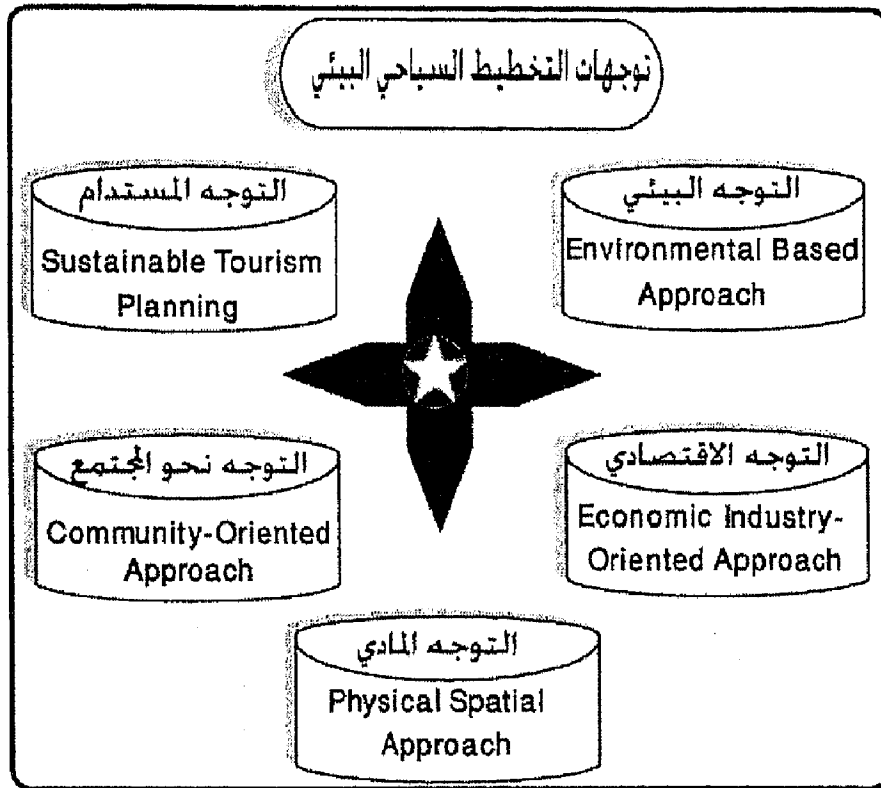 توجهات التخطيط السياحي البيئي
التوجه البيئي
Environmental Based
Approach
التوجه المستدام
Sustainable Tourism
Planning
التوجه الاقتصادي
Economic Industry-
Oriented Approach
التوجه نحو المجتمع
Community-Oriented
Approach
التوجه المادي
Physical Spatial
Approach